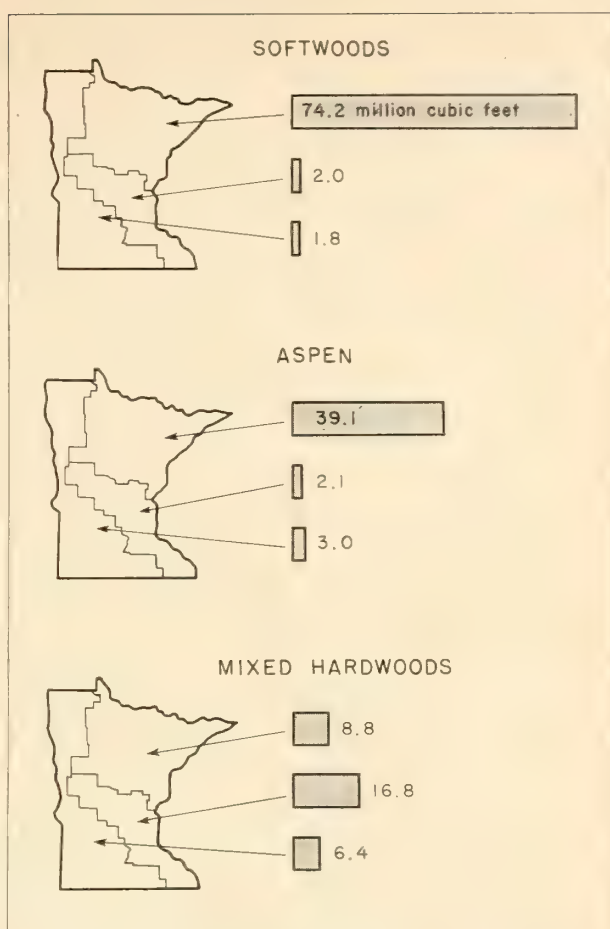 SOFTWOODS
74.2 million cubic feet
2.0
1.8
ASPEN
39.1
2.1
3.0
MIXED HARDWOODS
8.8
16.8
6.4